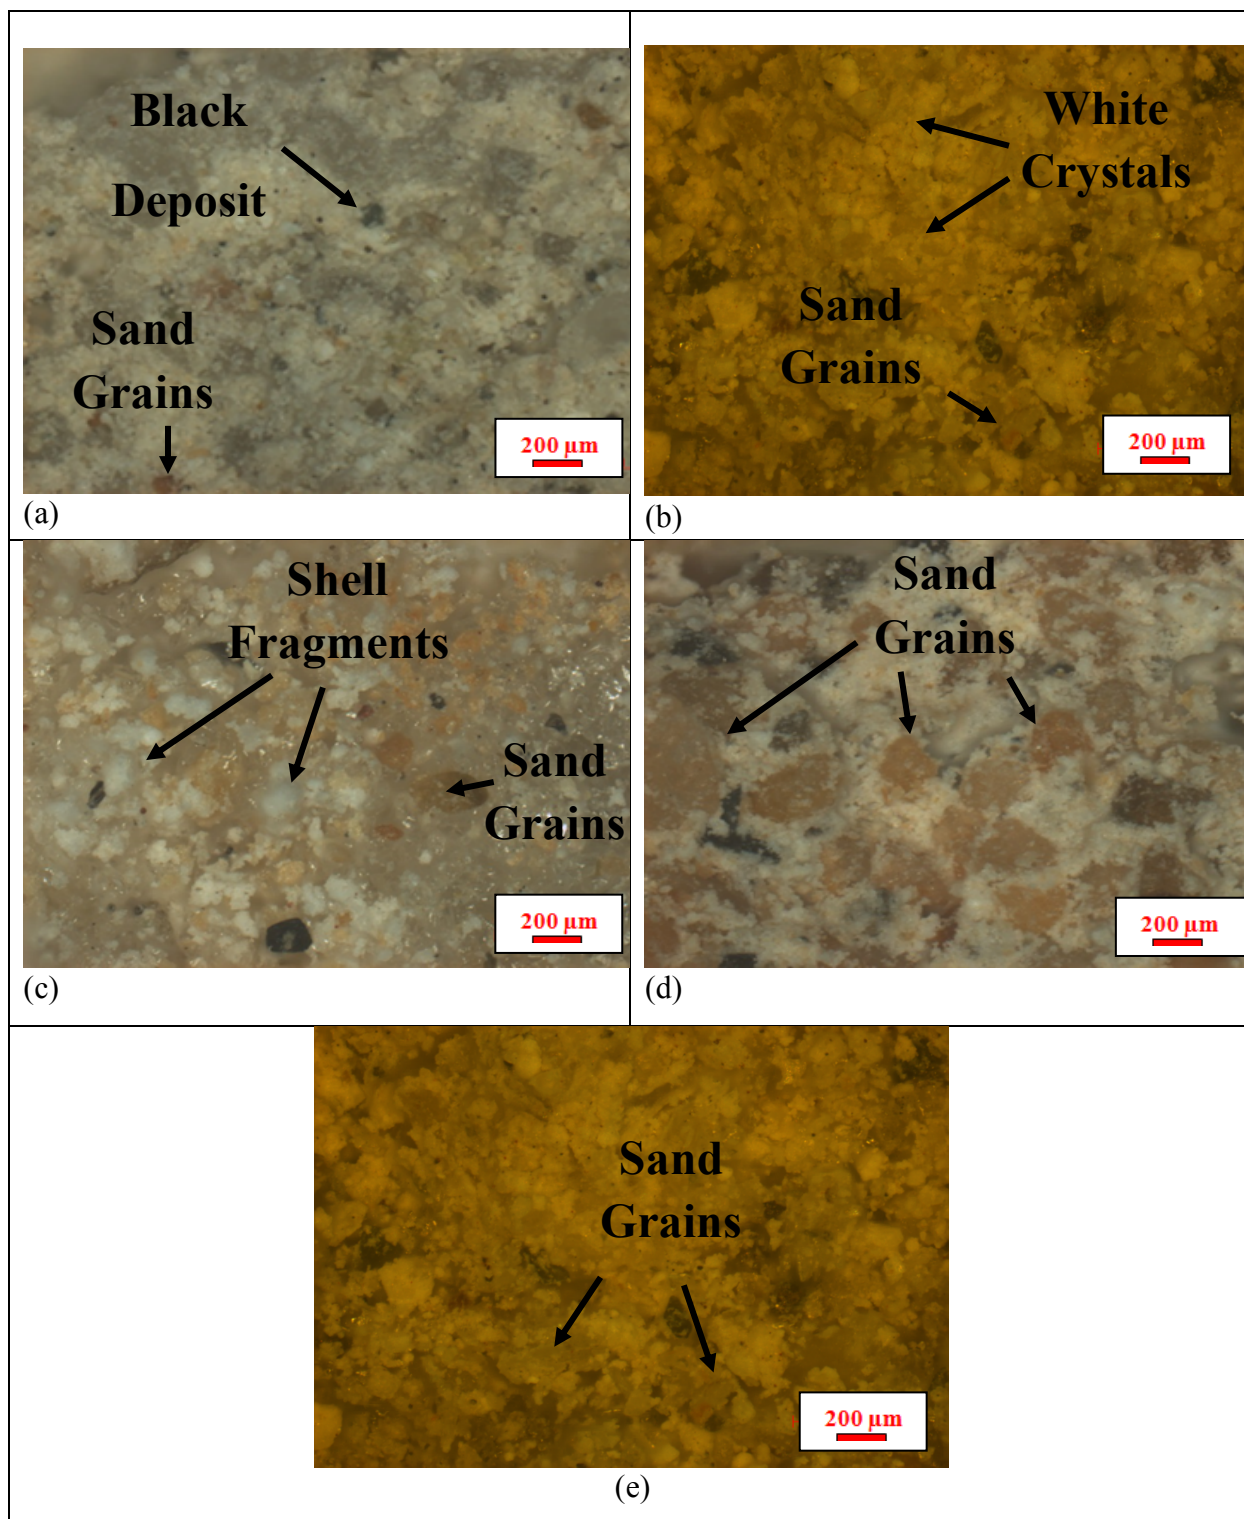 Black
Deposit
Sand
Grains
200 µm
(a)
White
Crystals
Sand
Grains
200 µm
(b)
Shell
Fragments
Sand
Grains
200 µm
(c)
Sand
Grains
200 µm
(d)
Sand
Grains
200 µm
(e)